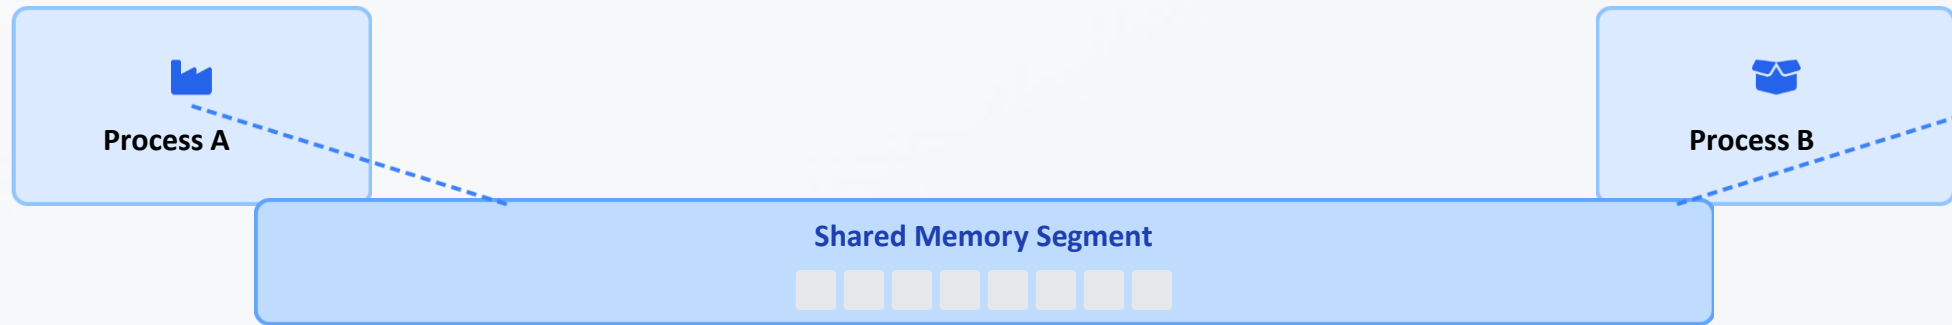 Process A
Process B
Shared Memory Segment